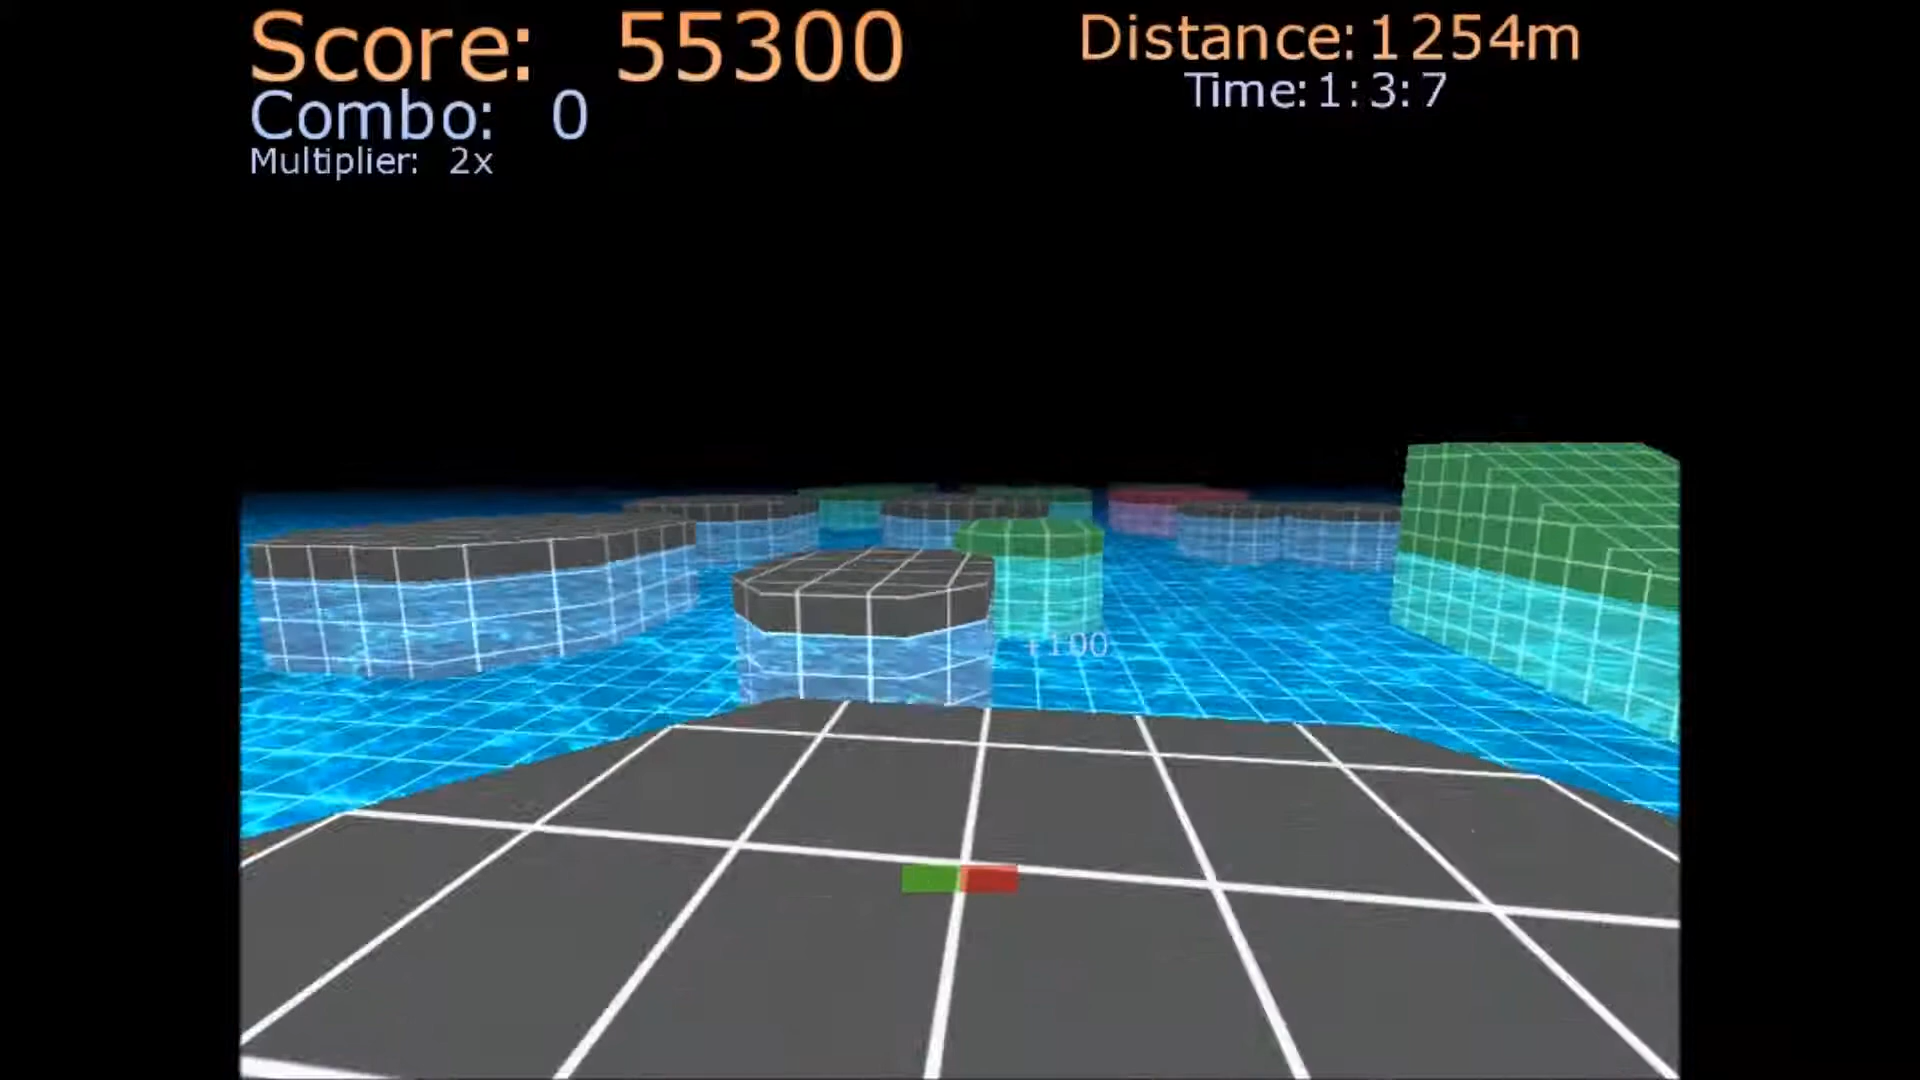 Score: 55300
Combo: 0
Multiplier: 2x
Distance:1254m
Time:1:3:7
+100